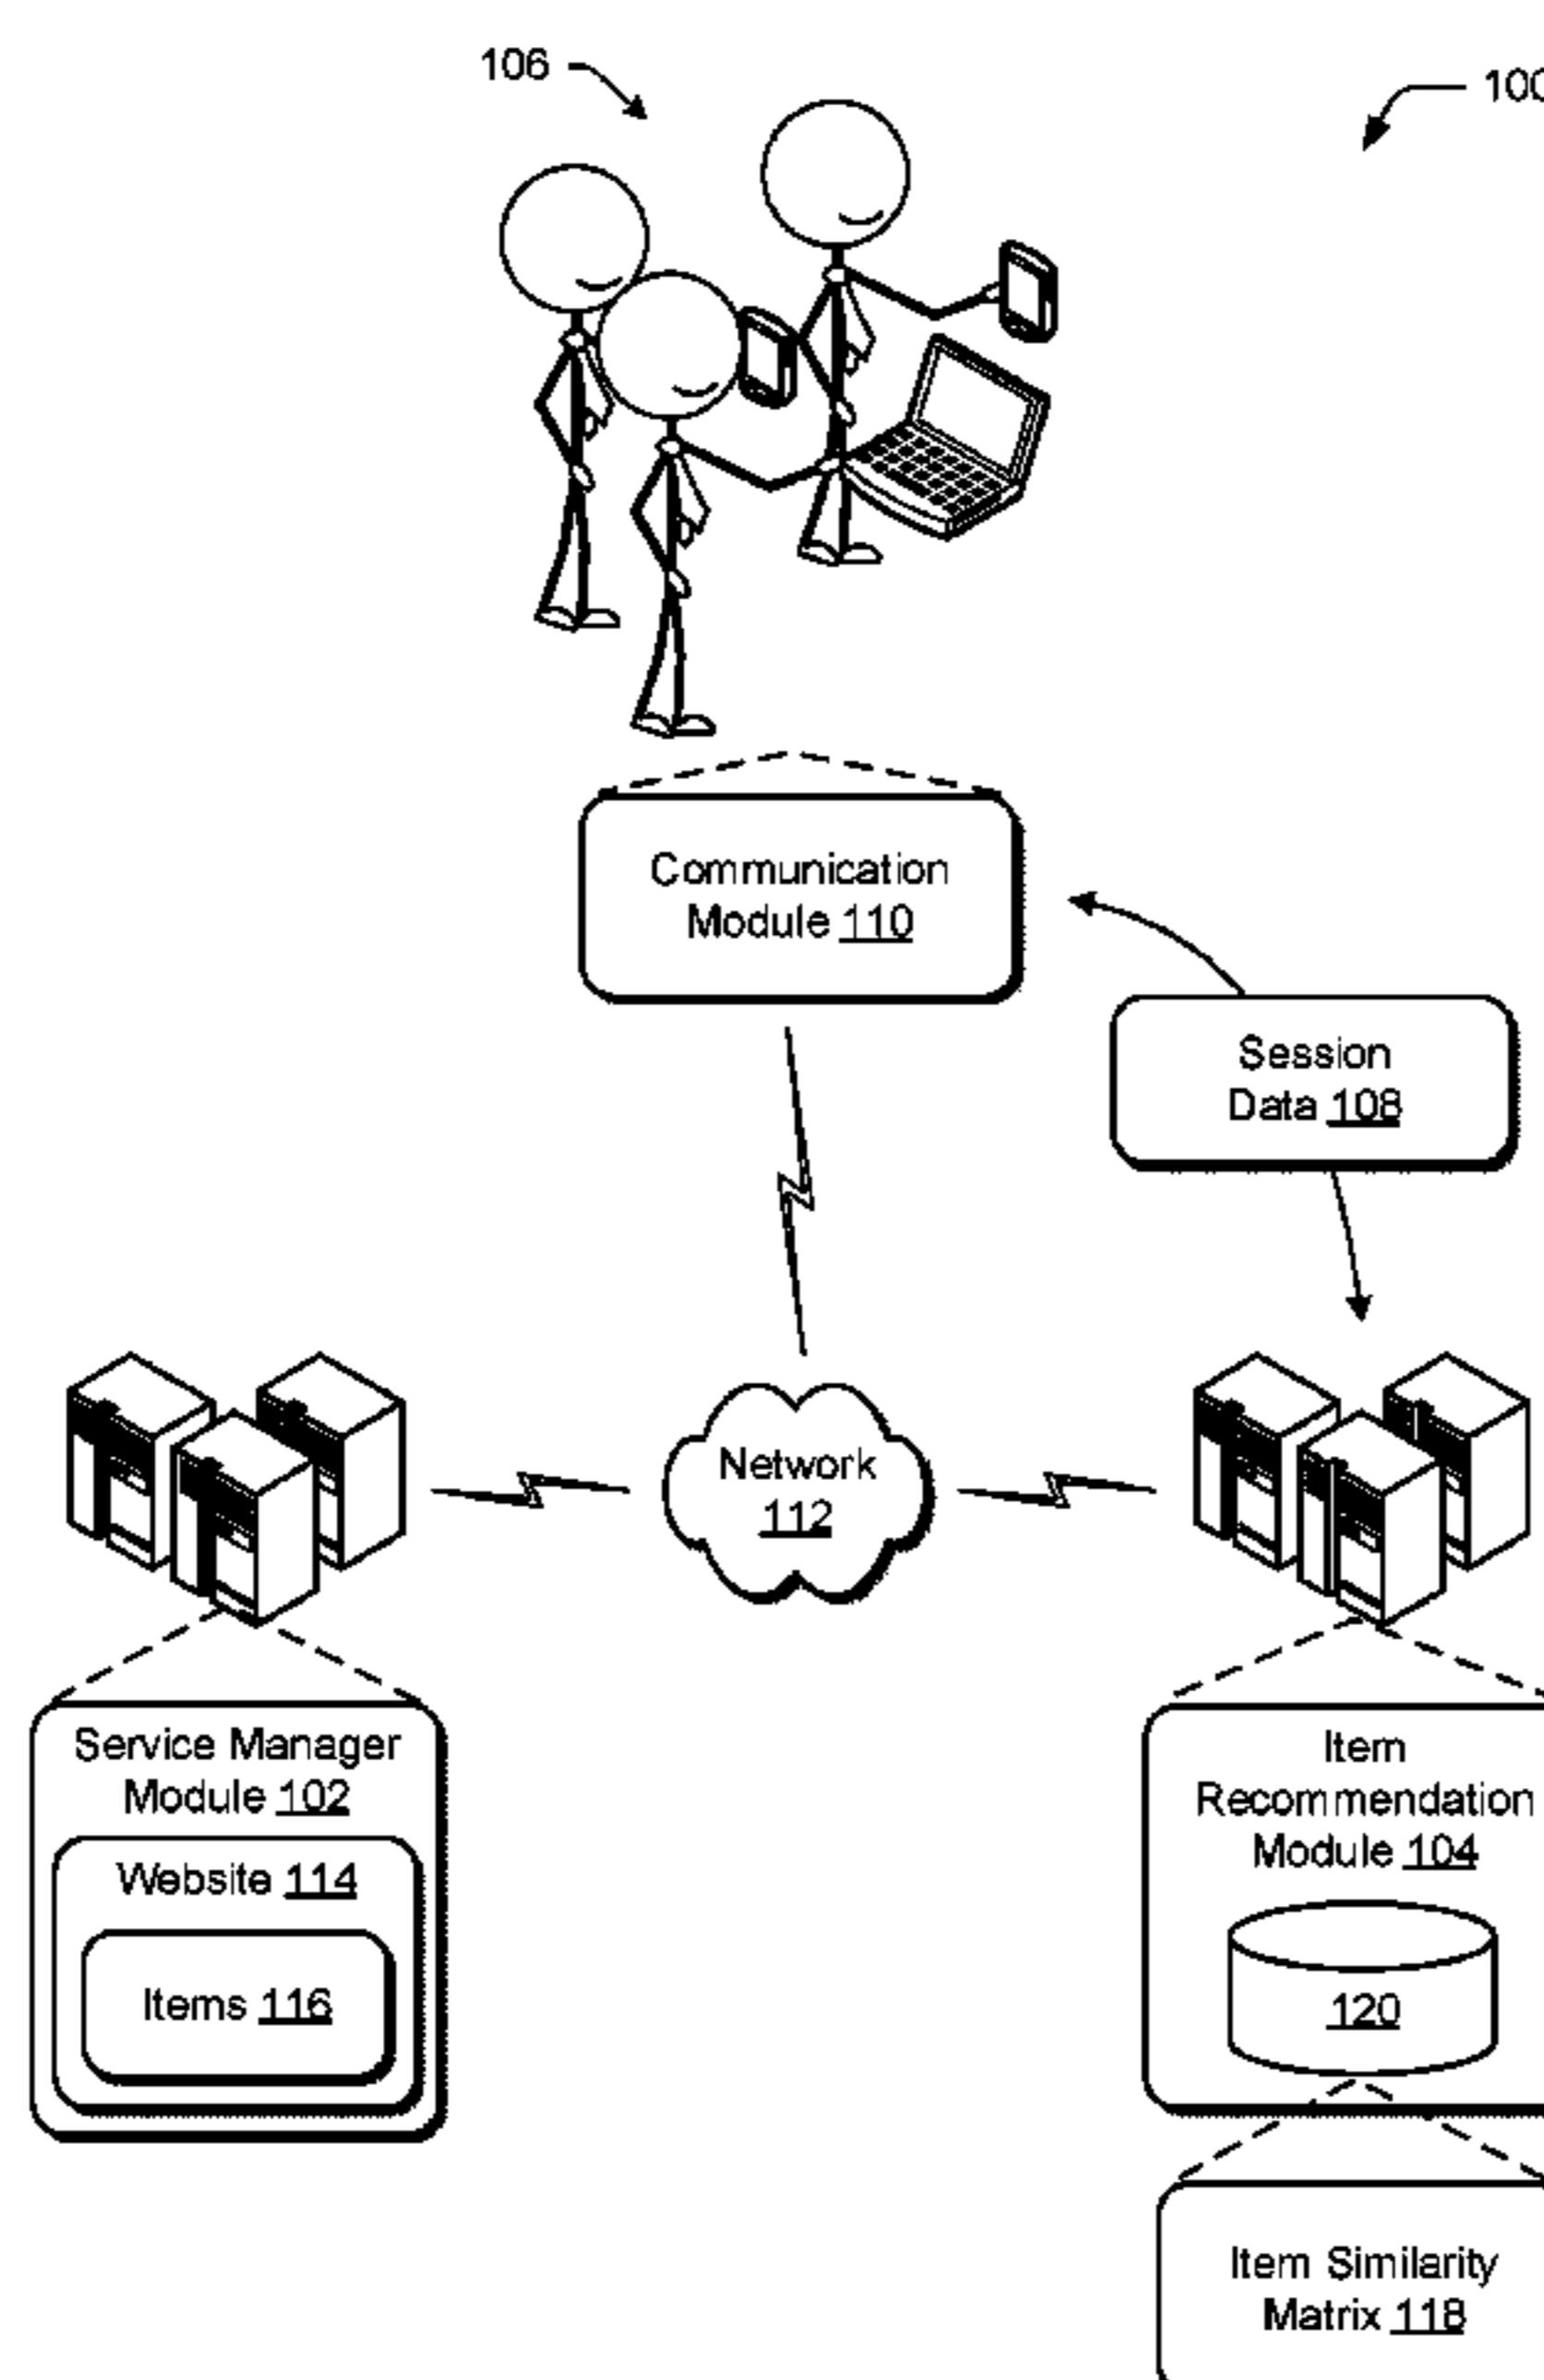 106
100
Communication
Module 110
Session
Data 108
Network
112
Service Manager
Module 102
Website 114
Items 116
Item
Recommendation
Module 104
120
Item Similarity
Matrix 118